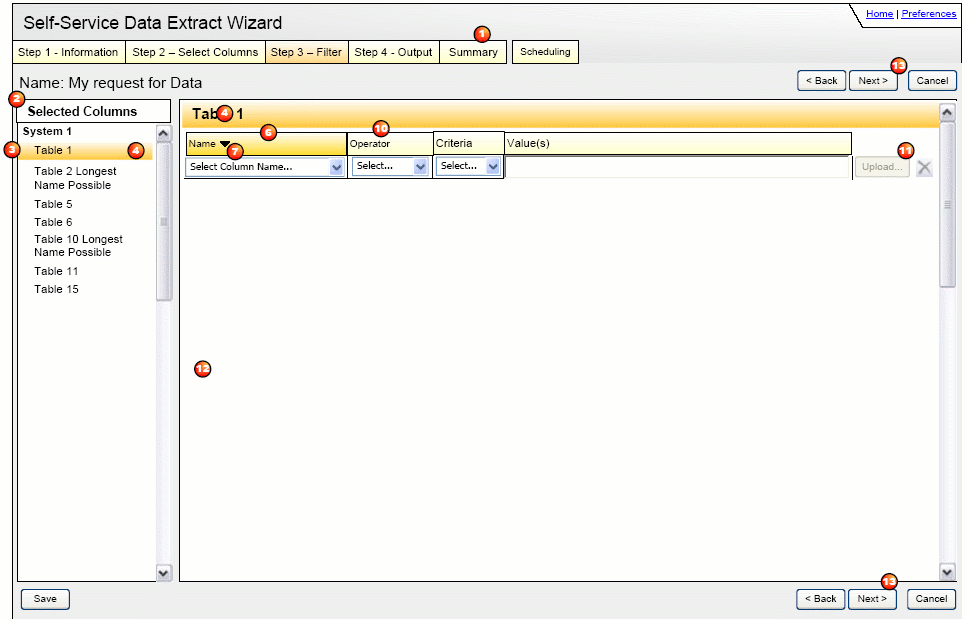 Self-Service Data Extract Wizard
Home | Preferences
1
Step 1 - Information
Step 2 – Select Columns
Step 3 – Filter
Step 4 - Output
Summary
Scheduling
Name: My request for Data
13
< Back
Next >
Cancel
2
Selected Columns
System 1
3
Table 1
4
Table 2 Longest
Name Possible
Table 5
Table 6
Table 10 Longest
Name Possible
Table 11
Table 15
Tab 4 1
6
10
Name
7
Operator
Criteria
Value(s)
11
Select Column Name...
Select...
Select...
Upload...
12
13
Save
< Back
Next >
Cancel